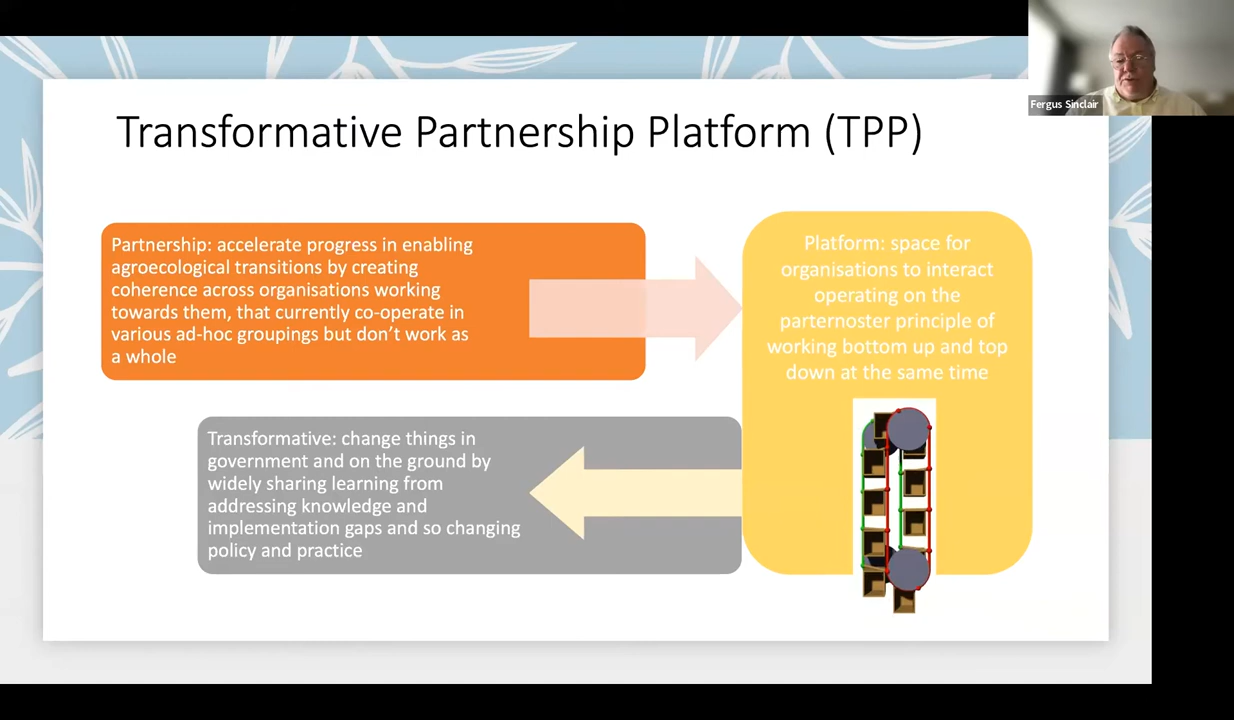 Fergus Sinclair
Transformative Partnership Platform (TPP)
Partnership: accelerate progress in enabling
agroecological transitions by creating
coherence across organisations working
towards them, that currently co-operate in
various ad-hoc groupings but don't work as
a whole
Platform: space for
organisations to interact
operating on the
parternoster principle of
working bottom up and top
down at the same time
Transformative: change things in
government and on the ground by
widely sharing learning from
addressing knowledge and
implementation gaps and so changing
policy and practice